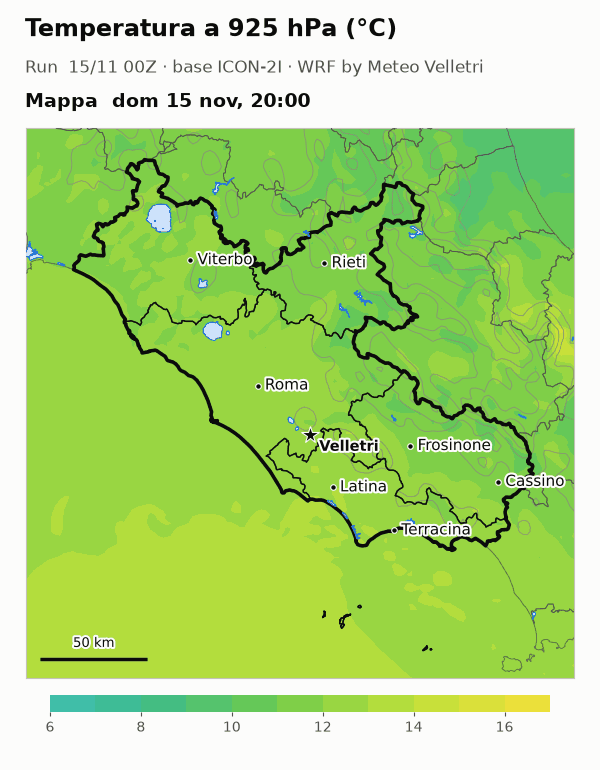 Temperatura a 925 hPa (°C)
Run  15/11 00Z · base ICON-2I · WRF by Meteo Velletri
Mappa  dom 15 nov, 20:00
Viterbo
Rieti
Roma
Velletri
Frosinone
Latina
Cassino
Terracina
50 km
6 8 10 12 14 16